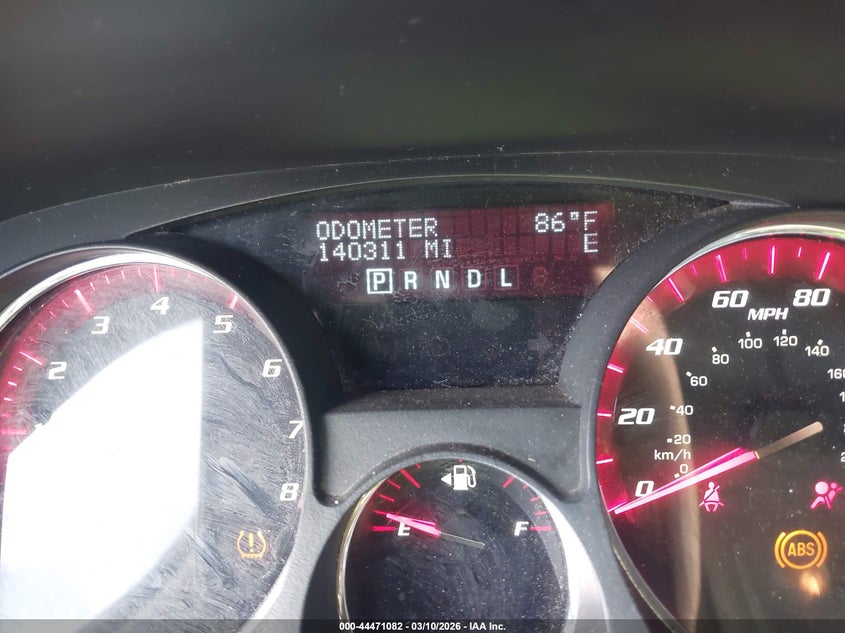 ODOMETER 86°F
140311 MI E
P R N D L
2 3 4 5 6 7 8
0 20 40 60 80
MPH
0 20 40 60 80 100 120 140
km/h
E F
ABS
000-44471082 — 03/10/2026 - IAA Inc.